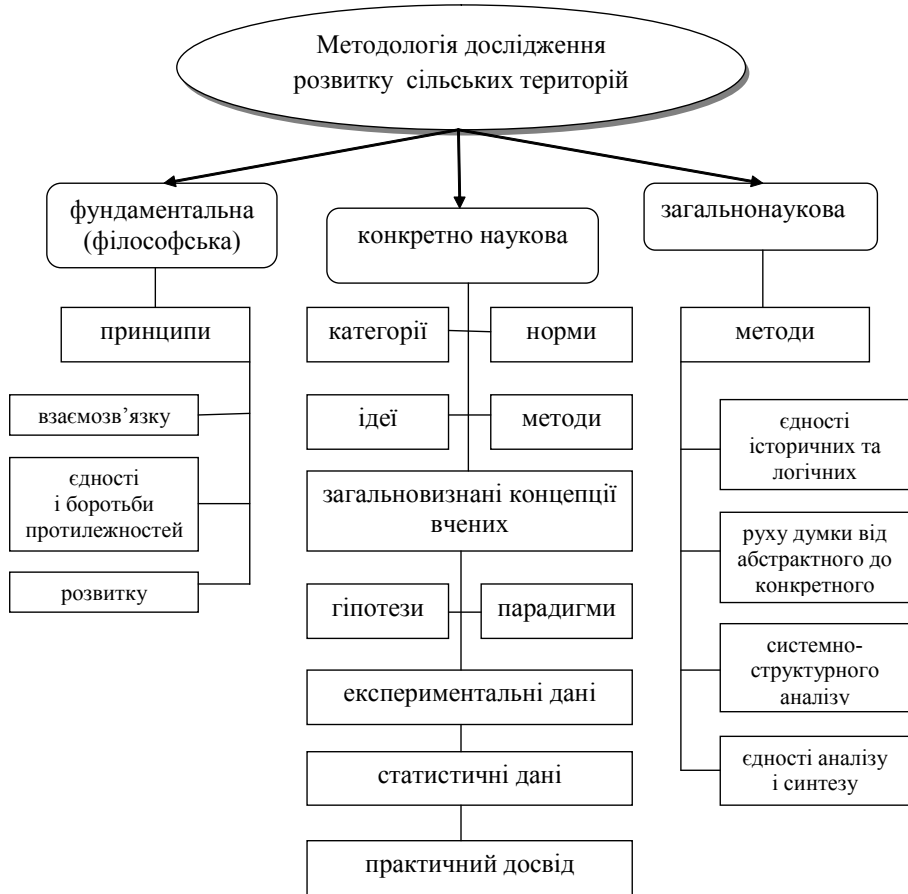 Методологія дослідження
розвитку сільських територій
фундаментальна
(філософська)
конкретно наукова
загальнонаукова
принципи
взаємозв’язку
єдності
і боротьби
протилежностей
розвитку
категорії
норми
ідеї
методи
загальновизнані концепції
вчених
гіпотези
парадигми
експериментальні дані
статистичні дані
практичний досвід
методи
єдності
історичних та
логічних
руху думки від
абстрактного до
конкретного
системно-
структурного
аналізу
єдності аналізу
і синтезу